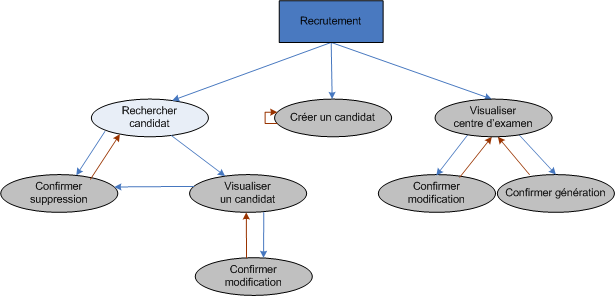 Recrutement
Rechercher
candidat
Créer un candidat
Visualiser
centre d'examen
Confirmer
suppression
Visualiser
un candidat
Confirmer
modification
Confirmer génération
Confirmer
modification